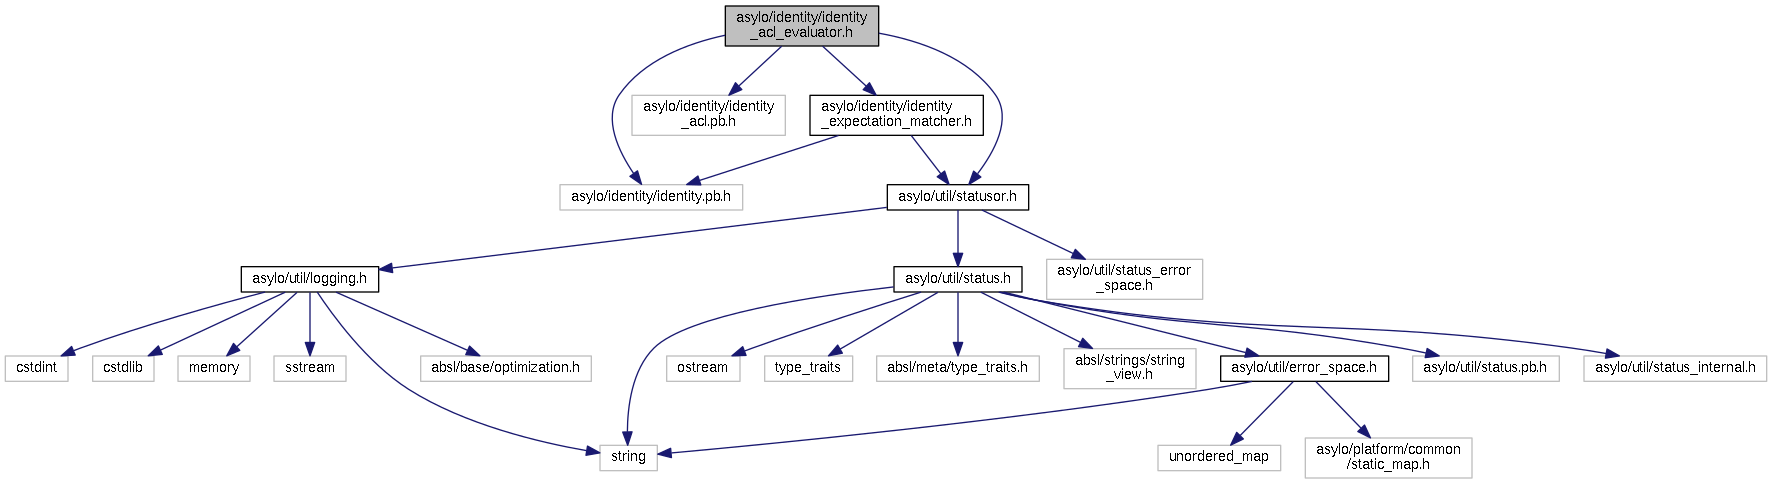 asylo/identity/identity
_acl_evaluator.h
asylo/identity/identity
_acl.pb.h
asylo/identity/identity
_expectation_matcher.h
asylo/identity/identity.pb.h
asylo/util/statusor.h
asylo/util/logging.h
asylo/util/status.h
asylo/util/status_error
_space.h
cstdint
cstdlib
memory
sstream
absl/base/optimization.h
ostream
type_traits
absl/meta/type_traits.h
absl/strings/string
_view.h
asylo/util/error_space.h
asylo/util/status.pb.h
asylo/util/status_internal.h
string
unordered_map
asylo/platform/common
/static_map.h